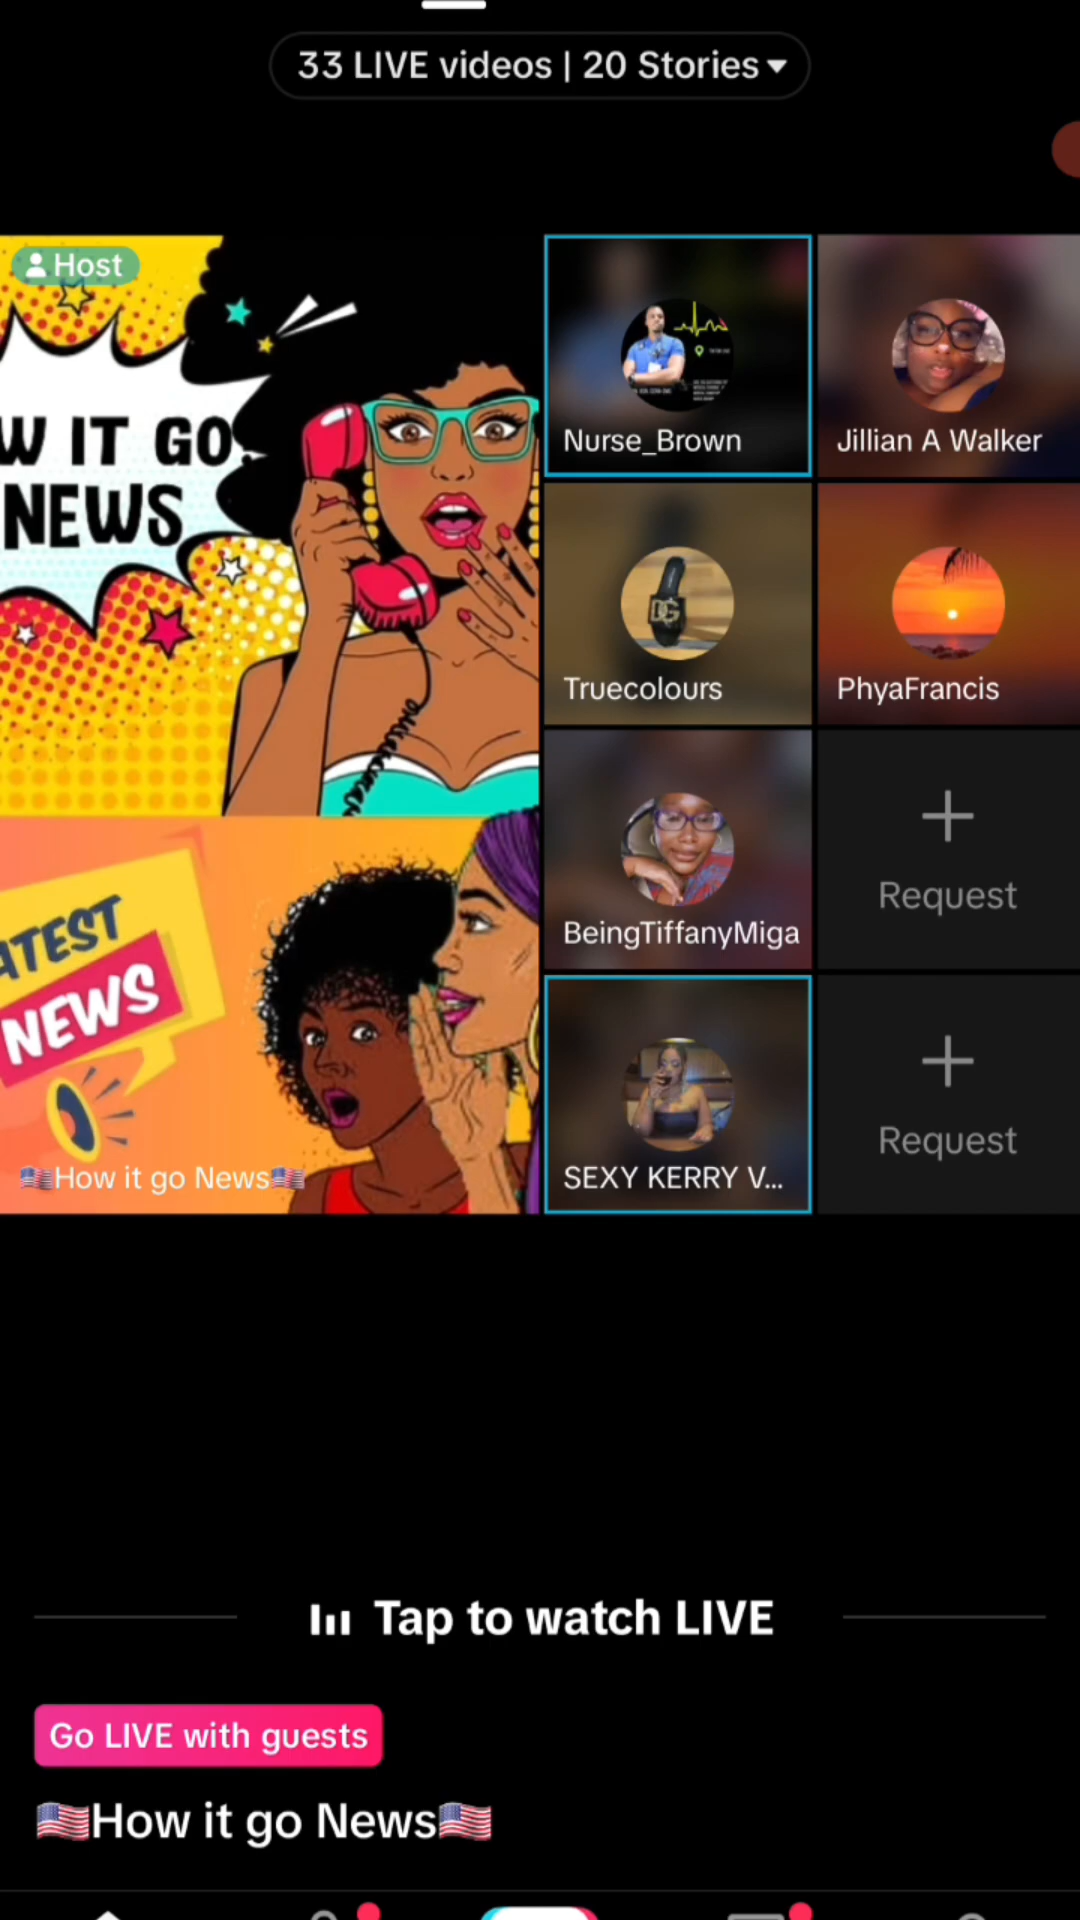 33 LIVE videos | 20 Stories
Host
W IT GO
NEWS
ATEST
NEWS
🇺🇸How it go News🇺🇸
Nurse_Brown
Jillian A Walker
Truecolours
PhyaFrancis
BeingTiffanyMiga
Request
SEXY KERRY V...
Request
Tap to watch LIVE
Go LIVE with guests
🇺🇸How it go News🇺🇸